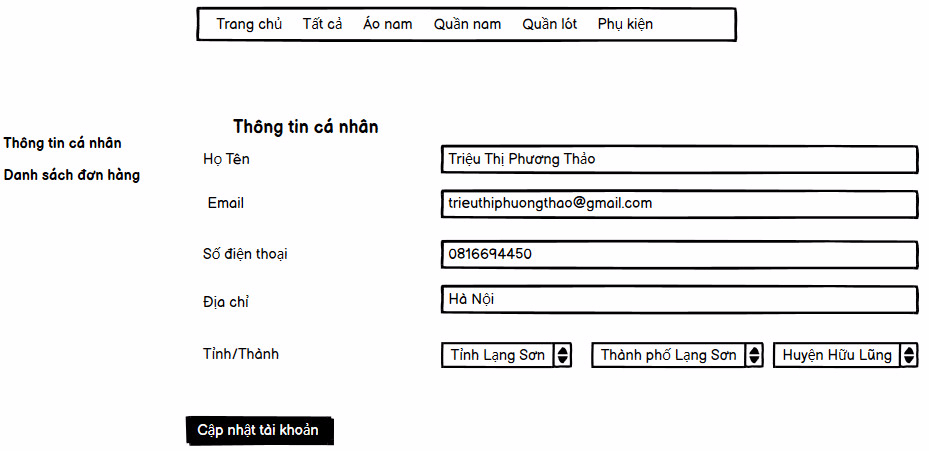 Trang chủ Tất cả Áo nam Quần nam Quần lót Phụ kiện
Thông tin cá nhân
Thông tin cá nhân
Danh sách đơn hàng
Họ Tên Triệu Thị Phương Thảo
Email trieuthiphuongthao@gmail.com
Số điện thoại 0816694450
Địa chỉ Hà Nội
Tỉnh/Thành Tỉnh Lạng Sơn Thành phố Lạng Sơn Huyện Hữu Lũng
Cập nhật tài khoản